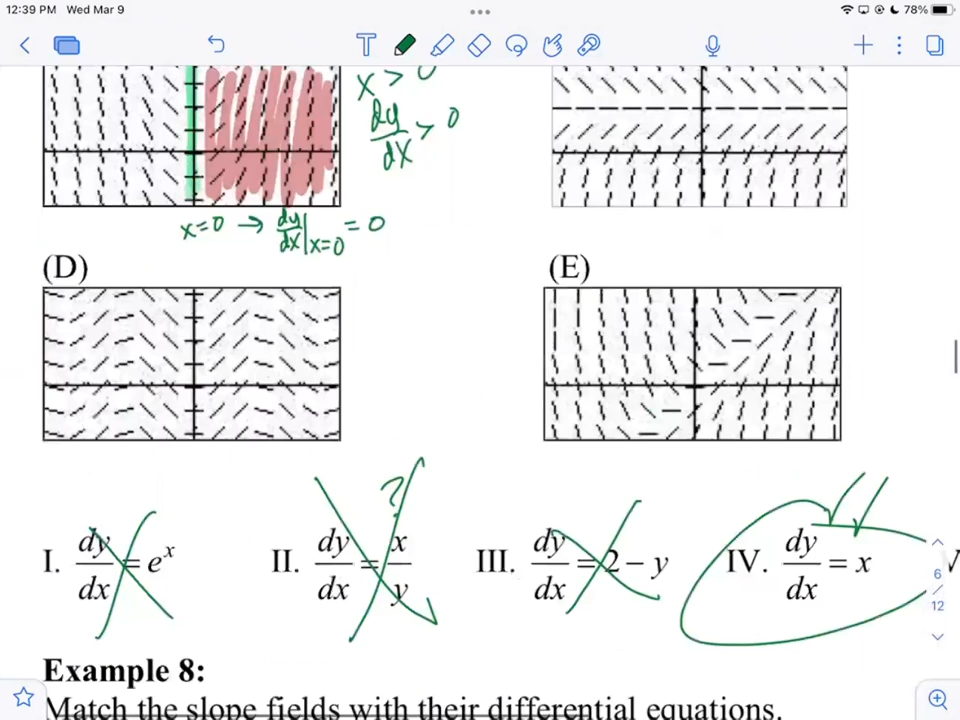 12:39 PM Wed Mar 9
78%
T
x > 0
dy/dx > 0
x=0 → dy/dx|x=0 = 0
(D)
(E)
?
I. dy/dx = e^x
II. dy/dx = x/y
III. dy/dx = 2 − y
IV. dy/dx = x
6
/
12
Example 8:
Match the slope fields with their differential equations.